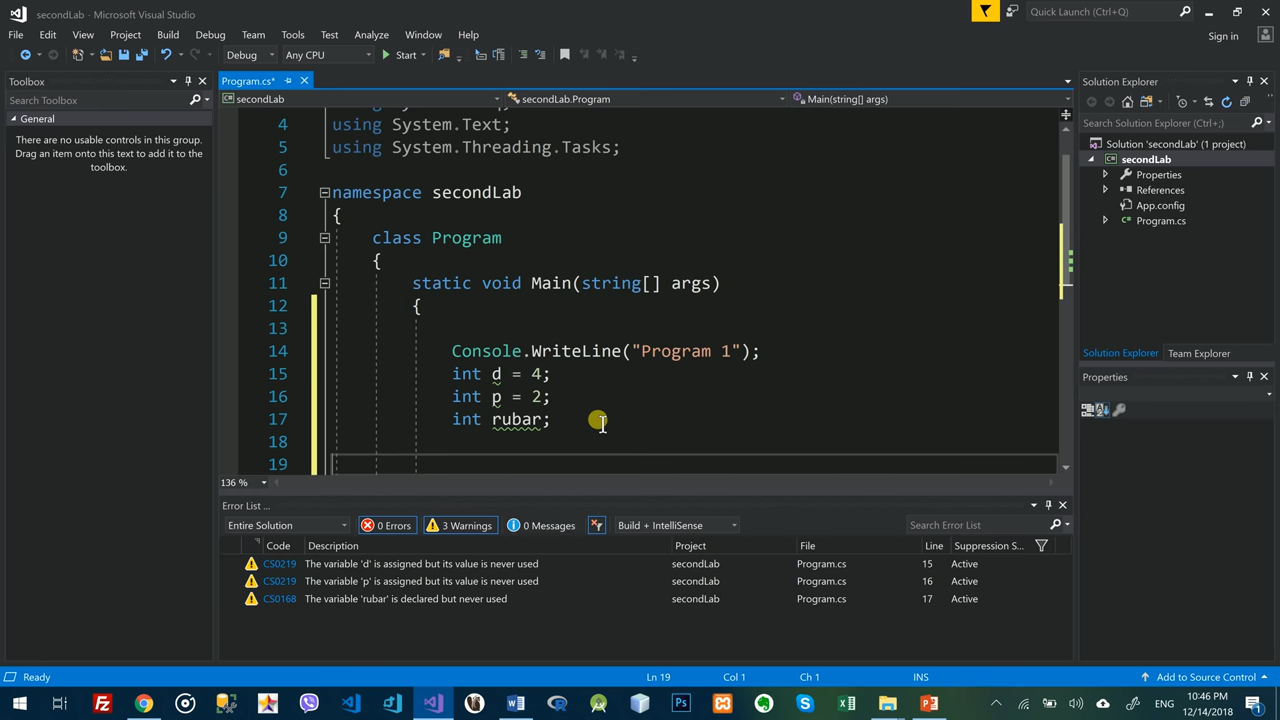 secondLab - Microsoft Visual Studio
Quick Launch (Ctrl+Q)
File Edit View Project Build Debug Team Tools Test Analyze Window Help
Sign in
Debug Any CPU Start
Toolbox
Program.cs*
Solution Explorer
Search Toolbox
secondLab secondLab.Program Main(string[] args)
General
There are no usable controls in this group.
Drag an item onto this text to add it to the
toolbox.
Search Solution Explorer (Ctrl+;)
Solution 'secondLab' (1 project)
secondLab
Properties
References
App.config
Program.cs
4 using System.Text;
5 using System.Threading.Tasks;
6
7 namespace secondLab
8 {
9 class Program
10 {
11 static void Main(string[] args)
12 {
13
14 Console.WriteLine("Program 1");
15 int d = 4;
16 int p = 2;
17 int rubar;
18
19
136 %
Solution Explorer Team Explorer
Properties
Error List ...
Entire Solution 0 Errors 3 Warnings 0 Messages Build + IntelliSense Search Error List
Code Description Project File Line Suppression S...
CS0219 The variable 'd' is assigned but its value is never used secondLab Program.cs 15 Active
CS0219 The variable 'p' is assigned but its value is never used secondLab Program.cs 16 Active
CS0168 The variable 'rubar' is declared but never used secondLab Program.cs 17 Active
Ready Ln 19 Col 1 Ch 1 INS Add to Source Control
ENG 10:46 PM
12/14/2018